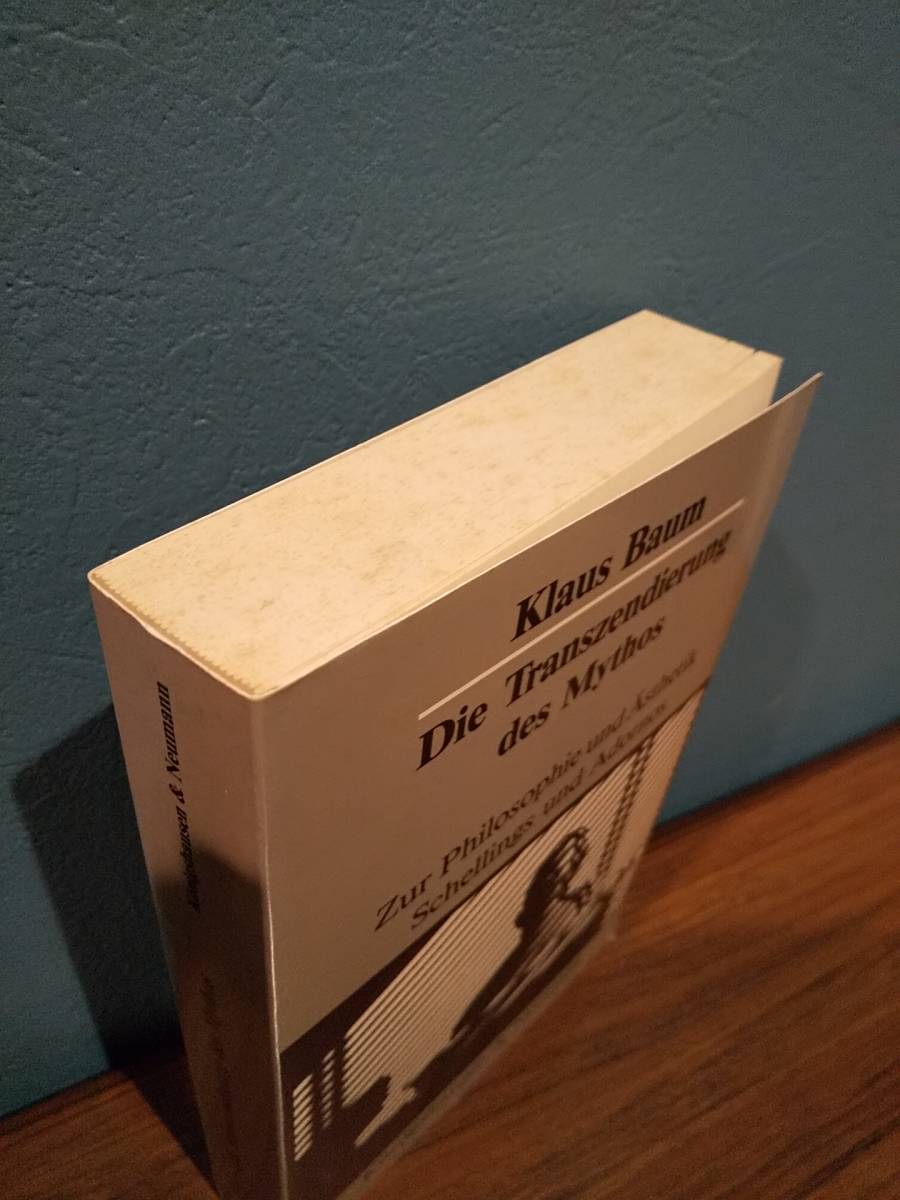 Klaus Baum
Die Transzendierung
des Mythos
Zur Philosophie und Ästhetik
Schellings und Adornos
Königshausen & Neumann